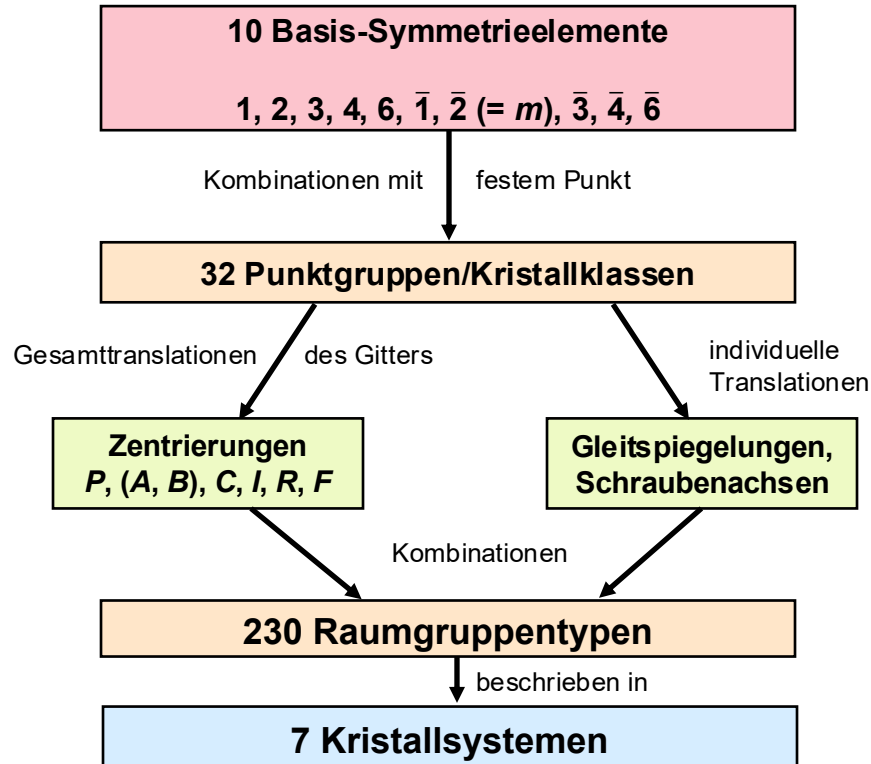 10 Basis-Symmetrieelemente
1, 2, 3, 4, 6, 1̄, 2̄ (= m), 3̄, 4̄, 6̄
Kombinationen mit festem Punkt
32 Punktgruppen/Kristallklassen
Gesamttranslationen des Gitters
individuelle
Translationen
Zentrierungen
P, (A, B), C, I, R, F
Gleitspiegelungen,
Schraubenachsen
Kombinationen
230 Raumgruppentypen
beschrieben in
7 Kristallsystemen